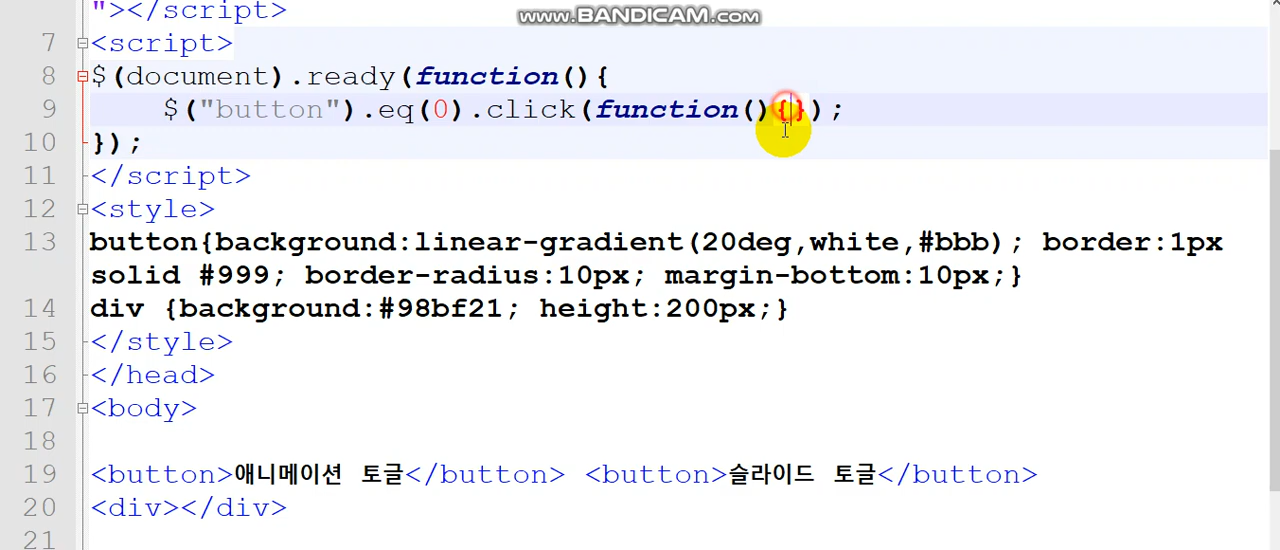 www.BANDICAM.com
"></script>
7 <script>
8 $(document).ready(function(){
9 $("button").eq(0).click(function(){});
10 });
11 </script>
12 <style>
13 button{background:linear-gradient(20deg,white,#bbb); border:1px
solid #999; border-radius:10px; margin-bottom:10px;}
14 div {background:#98bf21; height:200px;}
15 </style>
16 </head>
17 <body>
18
19 <button>애니메이션 토글</button> <button>슬라이드 토글</button>
20 <div></div>
21